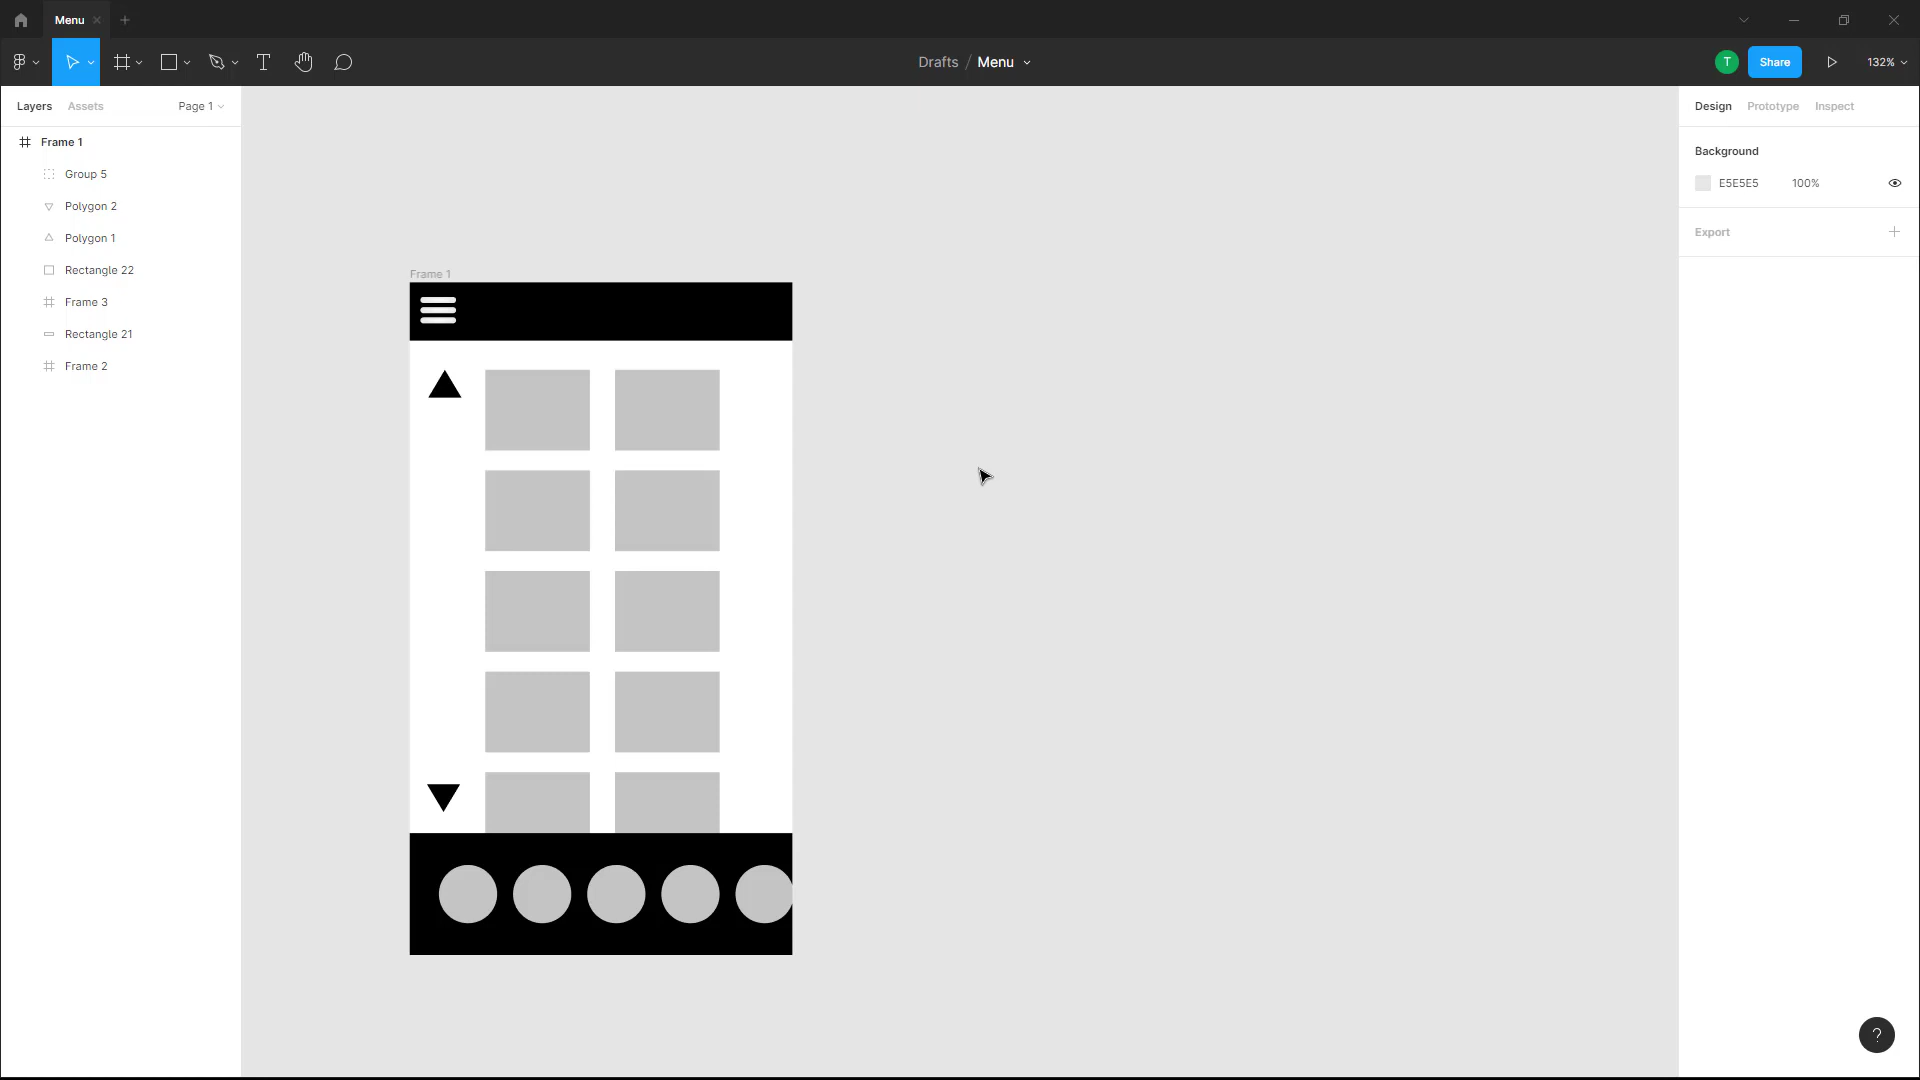 Menu
Drafts / Menu
T
Share
132%
Layers
Assets
Page 1
Design
Prototype
Inspect
Frame 1
Background
Group 5
E5E5E5
100%
Polygon 2
Export
Polygon 1
Rectangle 22
Frame 1
Frame 3
Rectangle 21
Frame 2
?